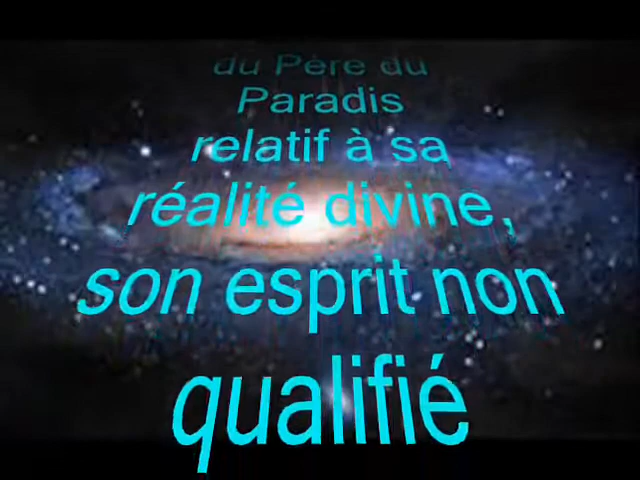 du Père du
Paradis
relatif à sa
réalité divine,
son esprit non
qualifié